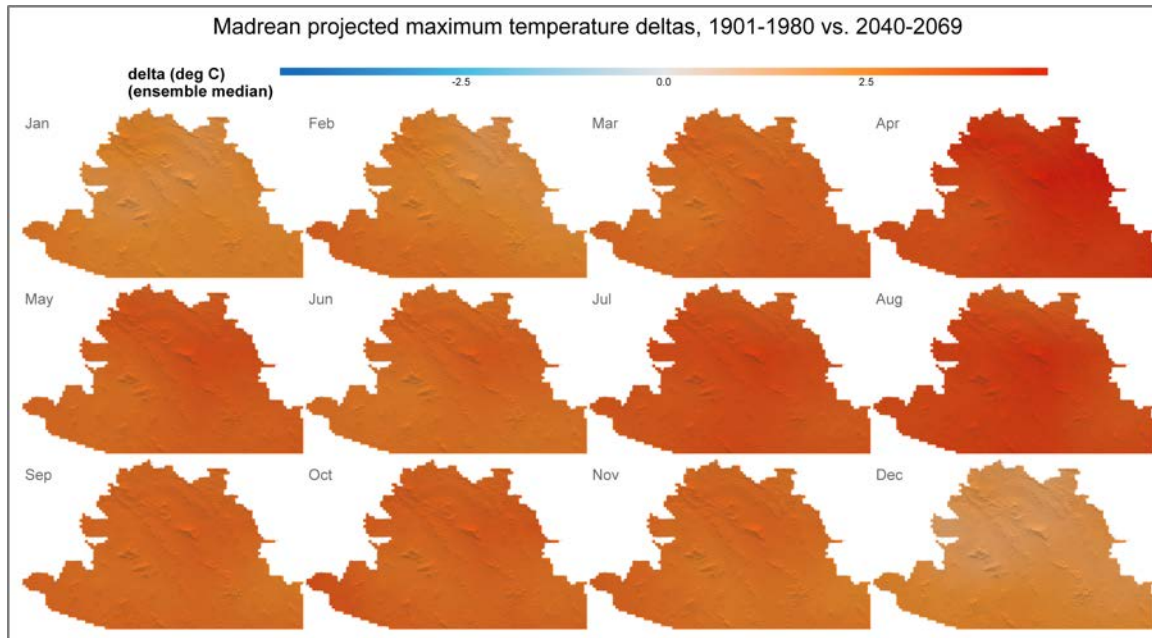 Madrean projected maximum temperature deltas, 1901-1980 vs. 2040-2069
delta (deg C)
(ensemble median)
-2.5 0.0 2.5
Jan Feb Mar Apr
May Jun Jul Aug
Sep Oct Nov Dec